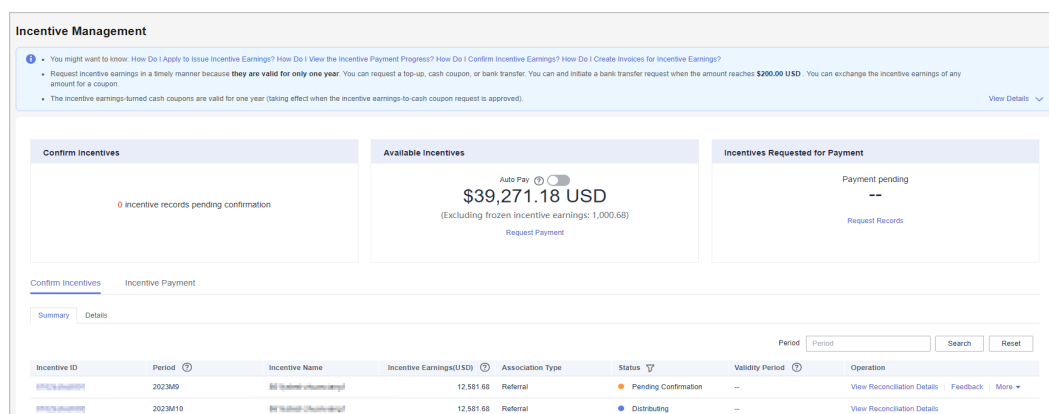 Incentive Management
• You might want to know: How Do I Apply to Issue Incentive Earnings? How Do I View the Incentive Payment Progress? How Do I Confirm Incentive Earnings? How Do I Create Invoices for Incentive Earnings?
• Request incentive earnings in a timely manner because they are valid for only one year. You can request a top-up, cash coupon, or bank transfer. You can and initiate a bank transfer request when the amount reaches $200.00 USD . You can exchange the incentive earnings of any
amount for a coupon.
• The incentive earnings-turned cash coupons are valid for one year (taking effect when the incentive earnings-to-cash coupon request is approved). View Details
Confirm Incentives Available Incentives Incentives Requested for Payment
Auto Pay Payment pending
$39,271.18 USD --
0 incentive records pending confirmation
(Excluding frozen incentive earnings: 1,000.68)
Request Payment Request Records
Confirm Incentives Incentive Payment
Summary Details
Period Period Search Reset
Incentive ID Period Incentive Name Incentive Earnings(USD) Association Type Status Validity Period Operation
2023M9 12,581.68 Referral Pending Confirmation -- View Reconciliation Details Feedback More
2023M10 12,581.68 Referral Distributing -- View Reconciliation Details